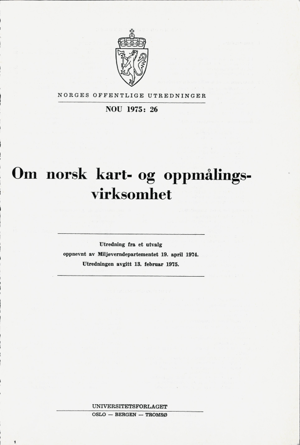 NORGES OFFENTLIGE UTREDNINGER
NOU 1975: 26
Om norsk kart- og oppmålings-
virksomhet
Utredning fra et utvalg
oppnevnt av Miljøverndepartementet 19. april 1974.
Utredningen avgitt 13. februar 1975.
UNIVERSITETSFORLAGET
OSLO — BERGEN — TROMSØ